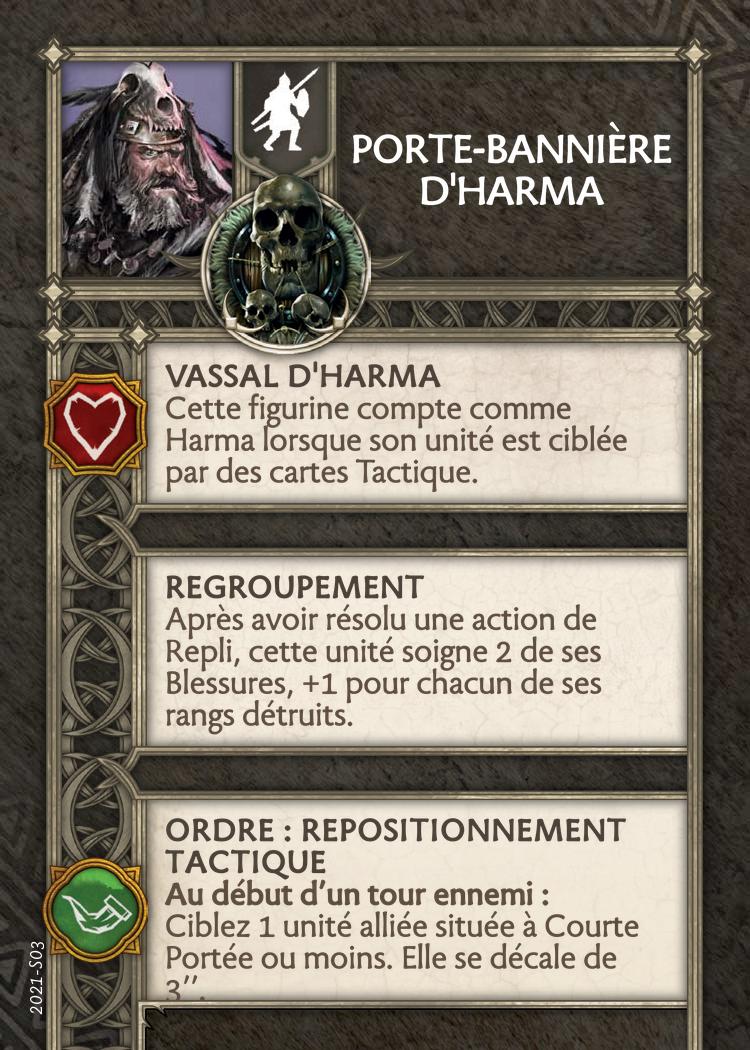 PORTE-BANNIÈRE
D'HARMA
VASSAL D'HARMA
Cette figurine compte comme
Harma lorsque son unité est ciblée
par des cartes Tactique.
REGROUPEMENT
Après avoir résolu une action de
Repli, cette unité soigne 2 de ses
Blessures, +1 pour chacun de ses
rangs détruits.
ORDRE : REPOSITIONNEMENT
TACTIQUE
Au début d’un tour ennemi :
Ciblez 1 unité alliée située à Courte
Portée ou moins. Elle se décale de
3’’.
2021-S03